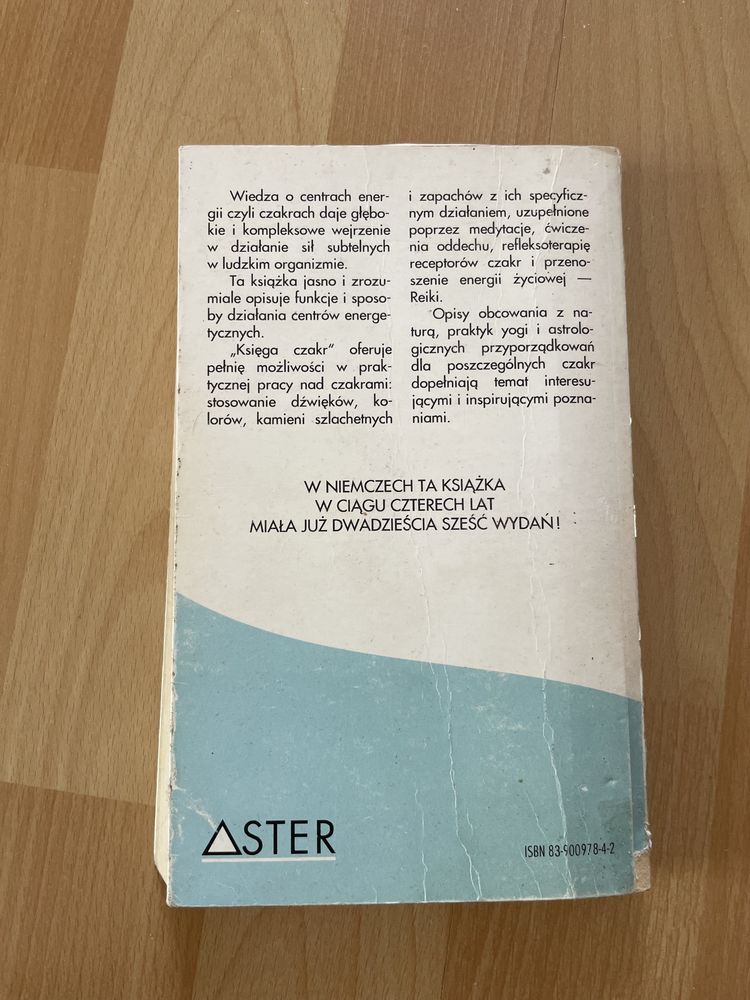 Wiedza o centrach ener-
gii czyli czakrach daje głębo-
kie i kompleksowe wejrzenie
w działanie sił subtelnych
w ludzkim organizmie.
Ta książka jasno i zrozu-
miale opisuje funkcje i sposo-
by działania centrów energe-
tycznych.
„Księga czakr" oferuje
pełnię możliwości w prak-
tycznej pracy nad czakrami:
stosowanie dźwięków, ko-
lorów, kamieni szlachetnych
i zapachów z ich specyficz-
nym działaniem, uzupełnione
poprzez medytacje, ćwicze-
nia oddechu, refleksoterapię
receptorów czakr i przeno-
szenie energii życiowej —
Reiki.
Opisy obcowania z na-
turą, praktyk yogi i astrolo-
gicznych przyporządkowań
dla poszczególnych czakr
dopełniają temat interesu-
jącymi i inspirującymi pozna-
niami.
W NIEMCZECH TA KSIĄŻKA
W CIĄGU CZTERECH LAT
MIAŁA JUŻ DWADZIEŚCIA SZEŚĆ WYDAŃ!
ASTER
ISBN 83-900978-4-2